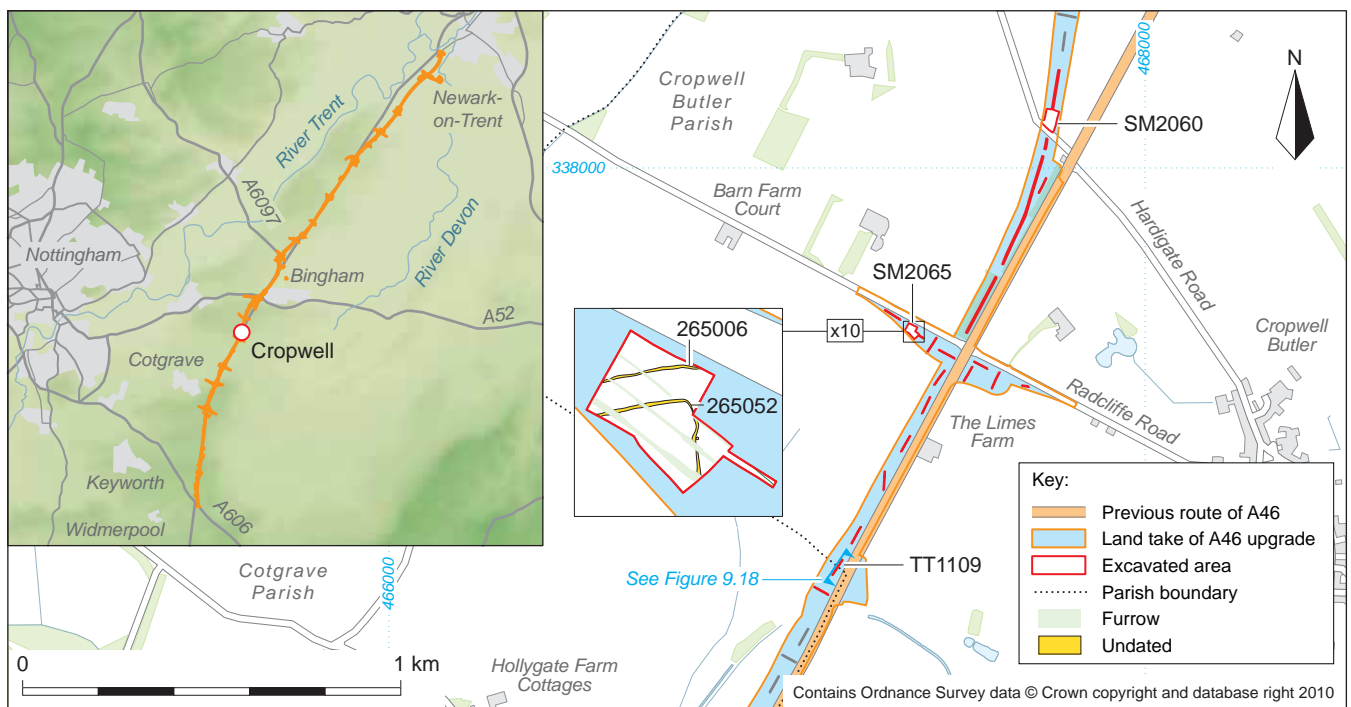 River Trent
Newark-
on-Trent
A6097
River Devon
Nottingham
Bingham
A52
Cropwell
Cotgrave
Keyworth
A606
Widmerpool
Cropwell
Butler
Parish
468000
N
SM2060
338000
Barn Farm
Court
Hardigate Road
SM2065
x10
265006
265052
Cropwell
Butler
Radcliffe Road
The Limes
Farm
TT1109
See Figure 9.18
Cotgrave
Parish
466000
Hollygate Farm
Cottages
0
1 km
Key:
Previous route of A46
Land take of A46 upgrade
Excavated area
Parish boundary
Furrow
Undated
Contains Ordnance Survey data © Crown copyright and database right 2010